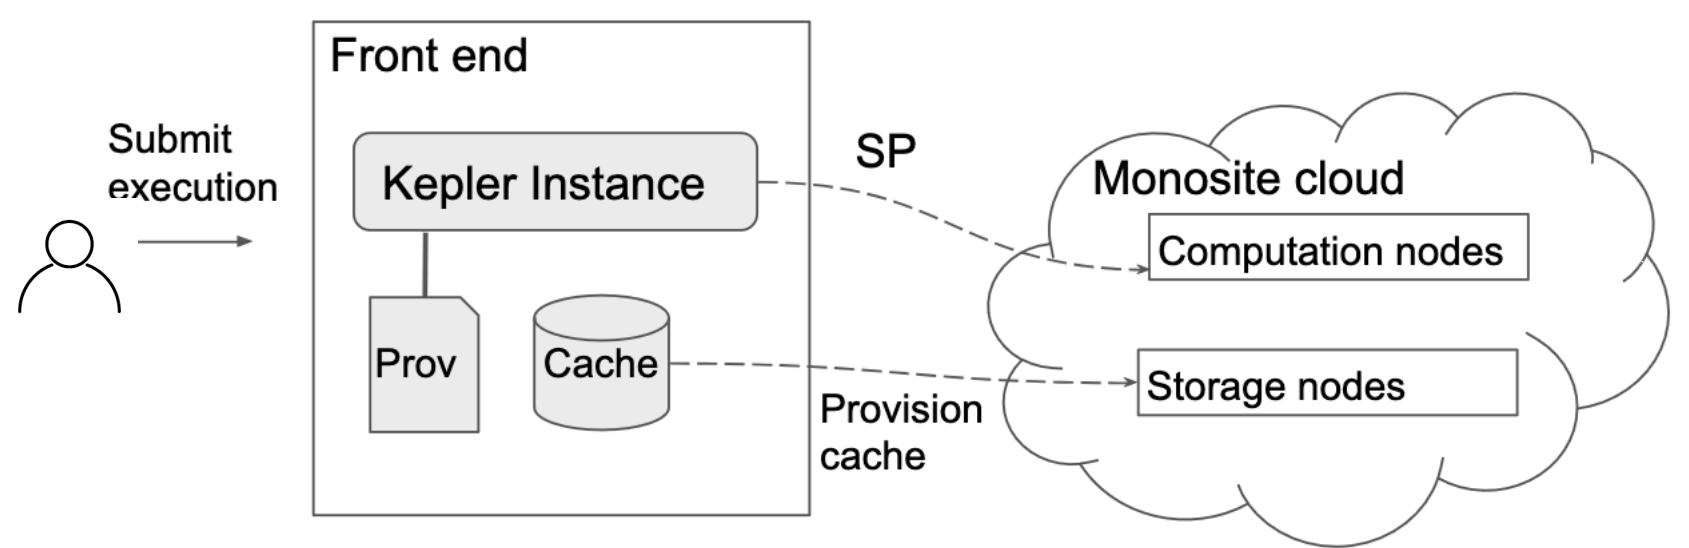 Front end
Submit
execution
Kepler Instance
SP
Monosite cloud
Computation nodes
Prov
Cache
Provision
cache
Storage nodes